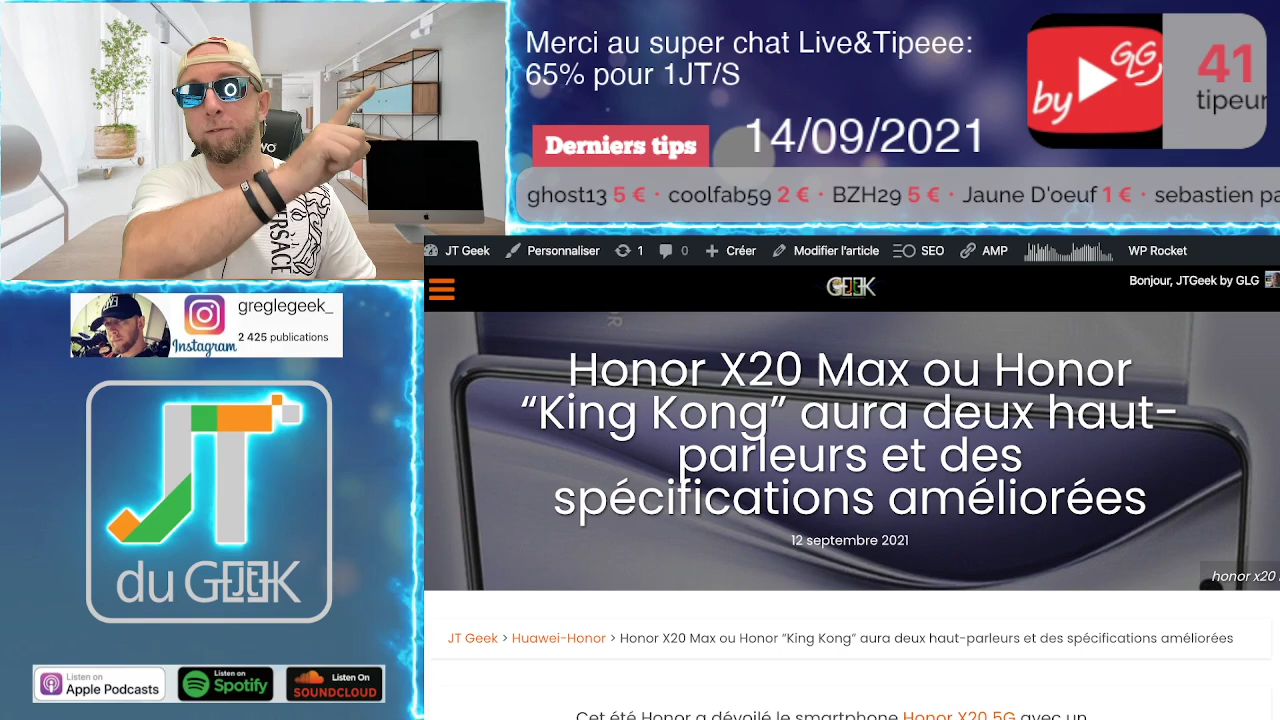 Merci au super chat Live&Tipeee:
65% pour 1JT/S
by GLG
41
tipeur
Derniers tips
14/09/2021
ghost13 5 € · coolfab59 2 € · BZH29 5 € · Jaune D'oeuf 1 € · sebastien pa
JT Geek Personnaliser 1 0 Créer Modifier l'article SEO AMP WP Rocket
GEEK
Bonjour, JTGeek by GLG
greglegeek_
Instagram
2 425 publications
Honor X20 Max ou Honor
“King Kong” aura deux haut-
parleurs et des
spécifications améliorées
12 septembre 2021
honor x20
JT
du GEEK
JT Geek > Huawei-Honor > Honor X20 Max ou Honor “King Kong” aura deux haut-parleurs et des spécifications améliorées
Listen on
Apple Podcasts
Listen on
Spotify
Listen On
SOUNDCLOUD
Cet été Honor a dévoilé le smartphone Honor X20 5G avec un